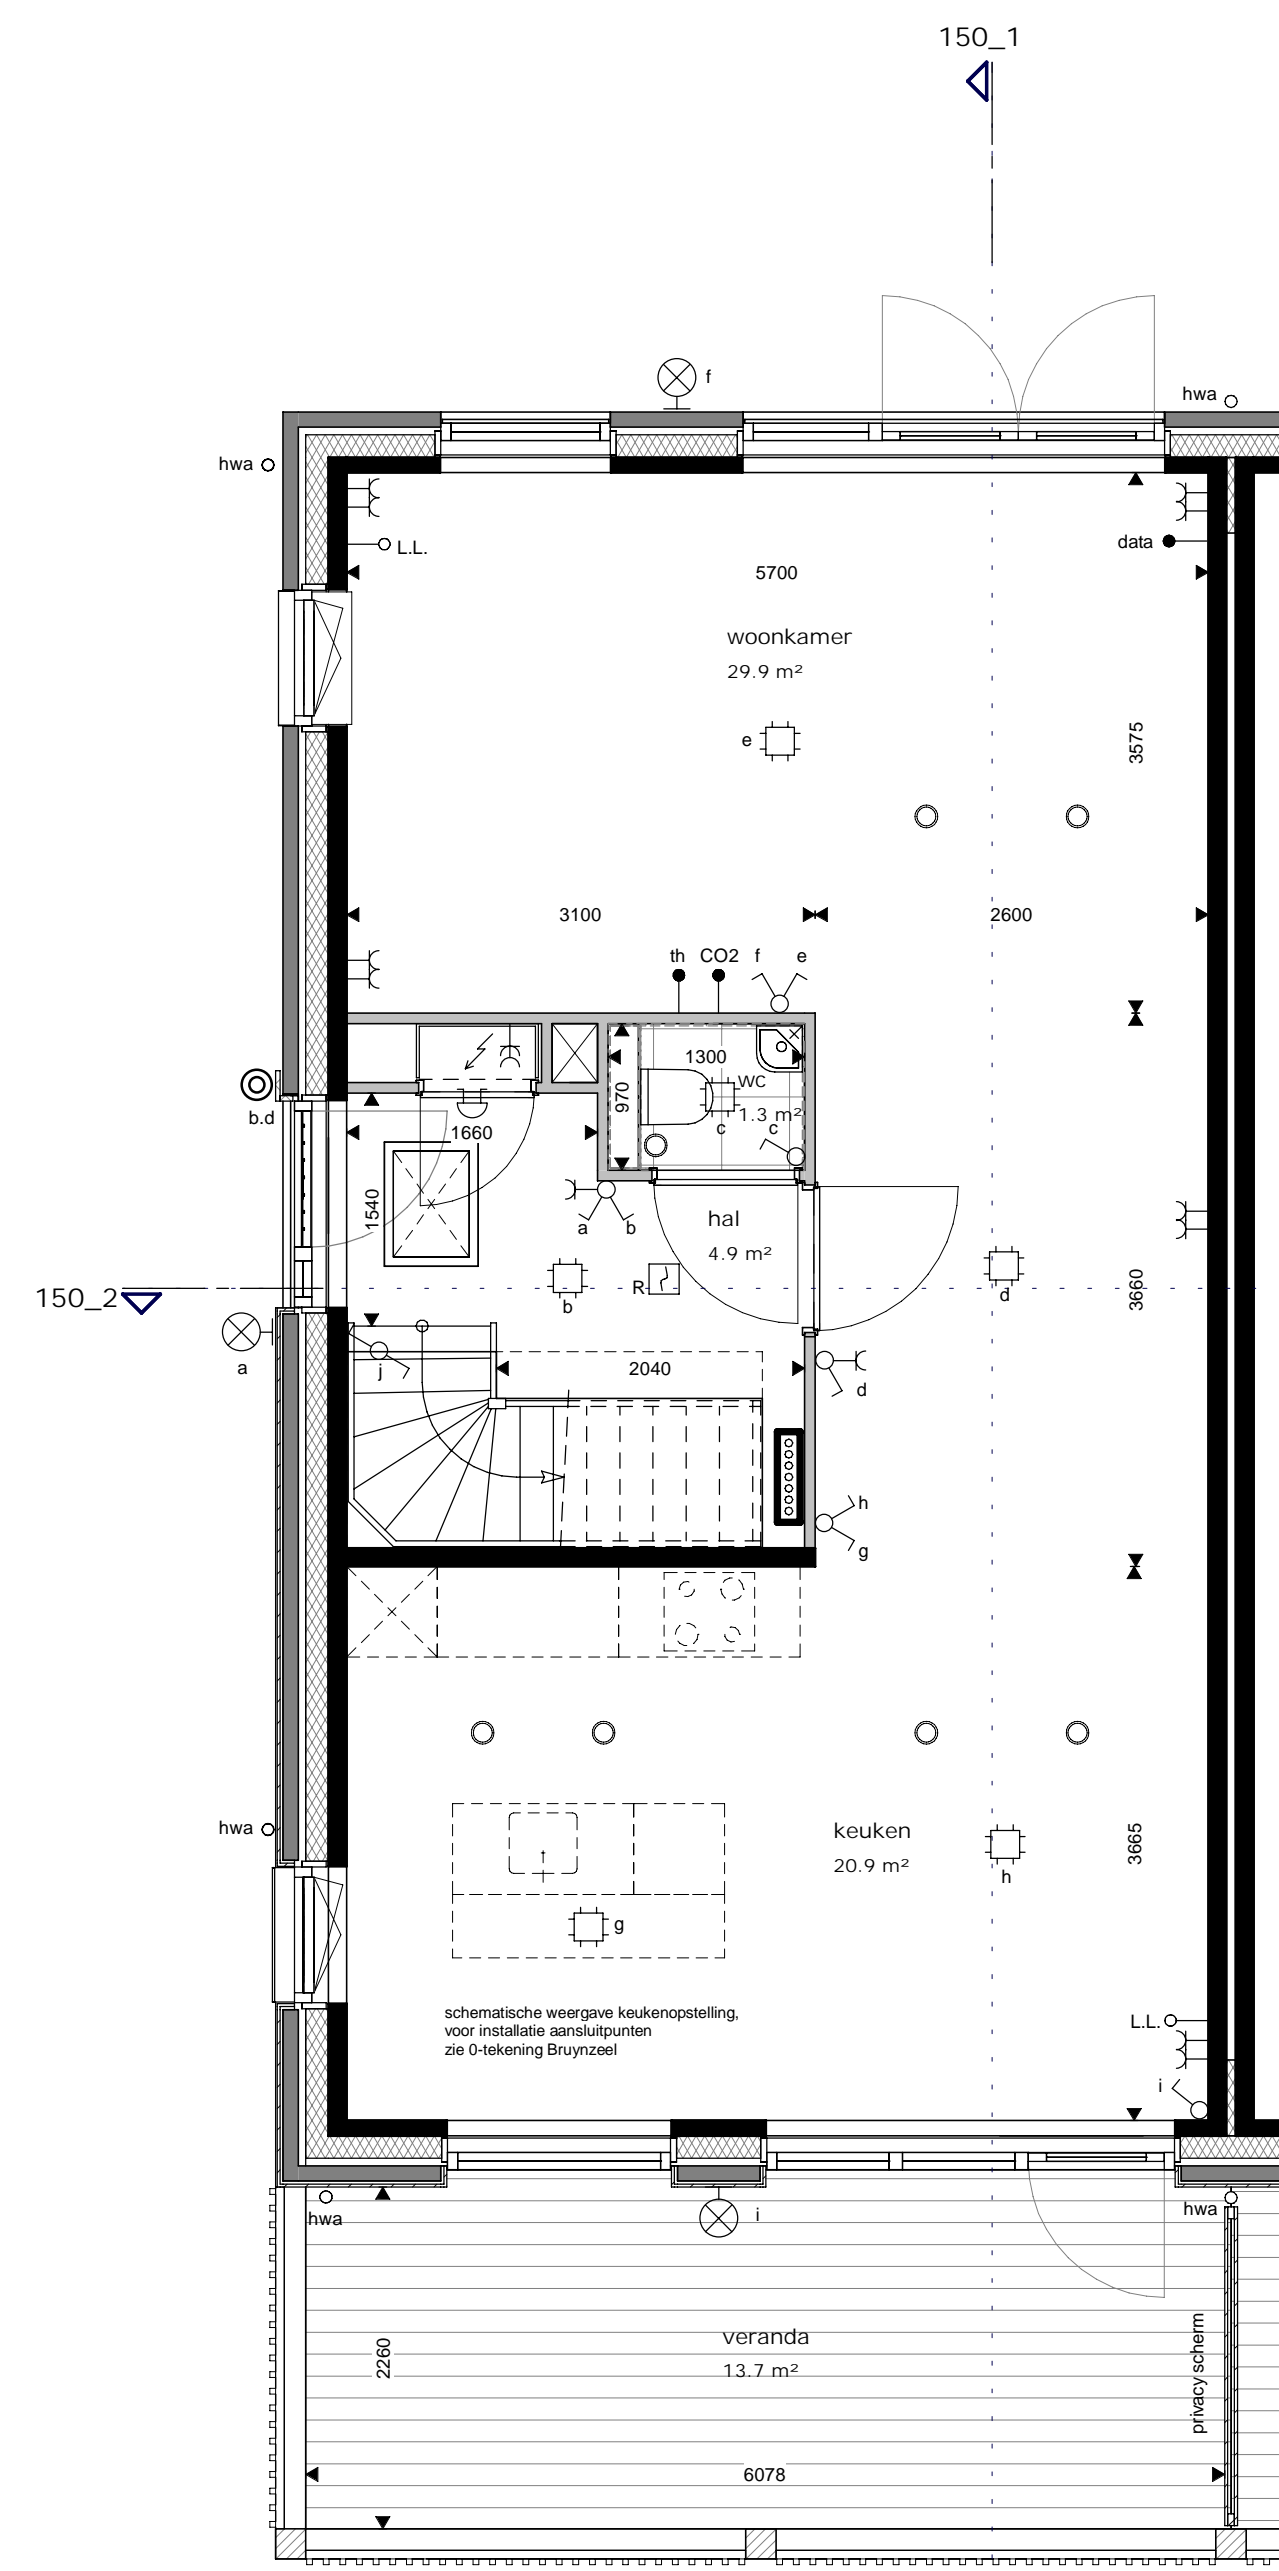 150_1
f
hwa
hwa
L.L.
data
5700
woonkamer
29.9 m²
e
3575
3100
2600
th
CO2
f
e
1300
wc
970
1.3 m²
b.d
c
c
1660
1540
a
b
hal
4.9 m²
R
b
d
3660
150_2
a
j
2040
d
h
g
hwa
keuken
20.9 m²
3665
h
g
schematische weergave keukenopstelling,
voor installatie aansluitpunten
zie 0-tekening Bruynzeel
L.L.
i
hwa
i
hwa
veranda
13.7 m²
2260
privacy scherm
6078